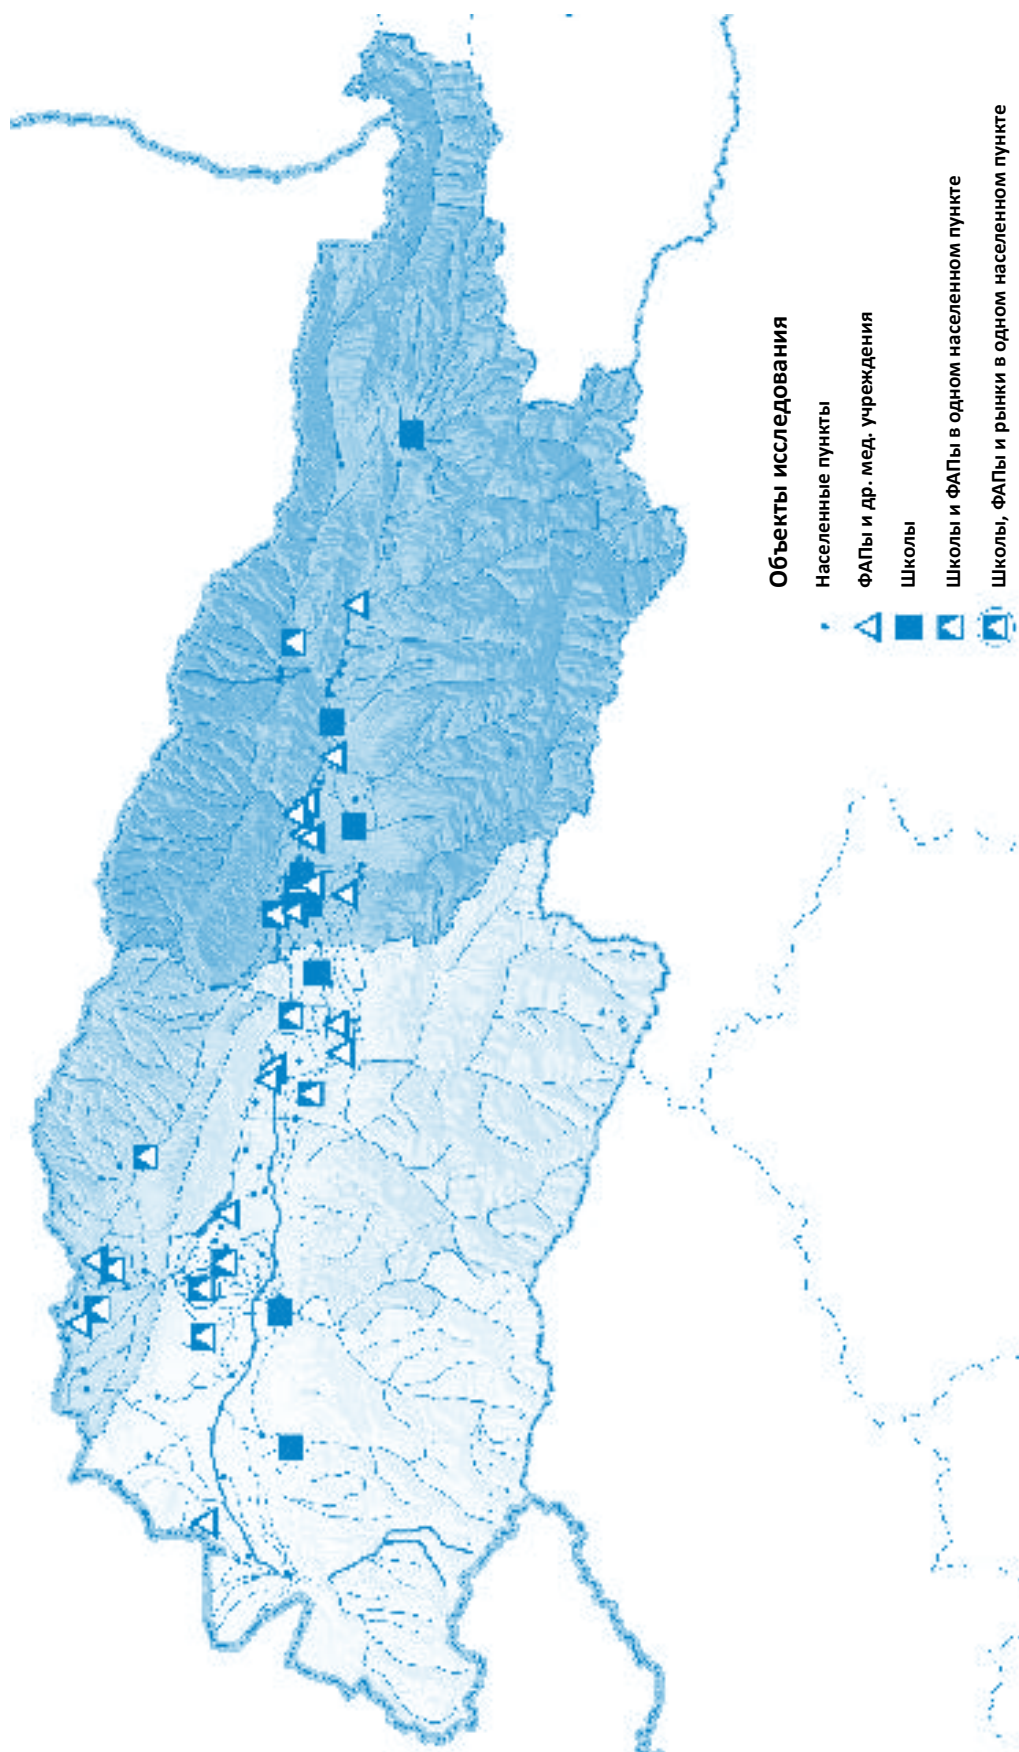 Объекты исследования
Населенные пункты
ФАПы и др. мед. учреждения
Школы
Школы и ФАПы в одном населенном пункте
Школы, ФАПы и рынки в одном населенном пункте